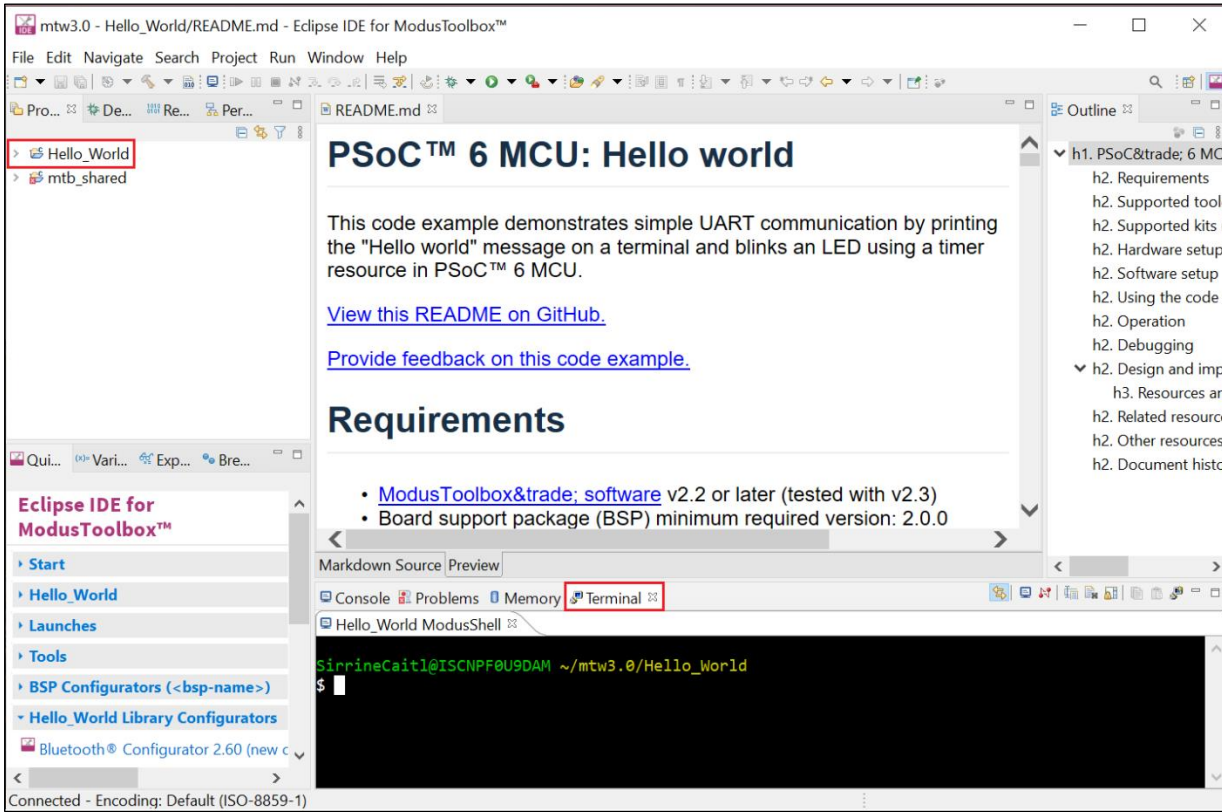 mtw3.0 - Hello_World/README.md - Eclipse IDE for ModusToolbox™
File Edit Navigate Search Project Run Window Help
Pro... De... Re... Per...
README.md
Outline
Hello_World
mtb_shared
PSoC™ 6 MCU: Hello world
This code example demonstrates simple UART communication by printing
the "Hello world" message on a terminal and blinks an LED using a timer
resource in PSoC™ 6 MCU.
View this README on GitHub.
Provide feedback on this code example.
Requirements
• ModusToolbox&trade; software v2.2 or later (tested with v2.3)
• Board support package (BSP) minimum required version: 2.0.0
Markdown Source Preview
h1. PSoC&trade; 6 MC
h2. Requirements
h2. Supported tool
h2. Supported kits
h2. Hardware setup
h2. Software setup
h2. Using the code
h2. Operation
h2. Debugging
h2. Design and imp
h3. Resources ar
h2. Related resource
h2. Other resources
h2. Document histo
Qui... Vari... Exp... Bre...
Eclipse IDE for
ModusToolbox™
Start
Hello_World
Launches
Tools
BSP Configurators (<bsp-name>)
Hello_World Library Configurators
Bluetooth® Configurator 2.60 (new c
Console Problems Memory Terminal
Hello_World ModusShell
SirrineCaitl@ISCNPF0U9DAM ~/mtw3.0/Hello_World
$
Connected - Encoding: Default (ISO-8859-1)